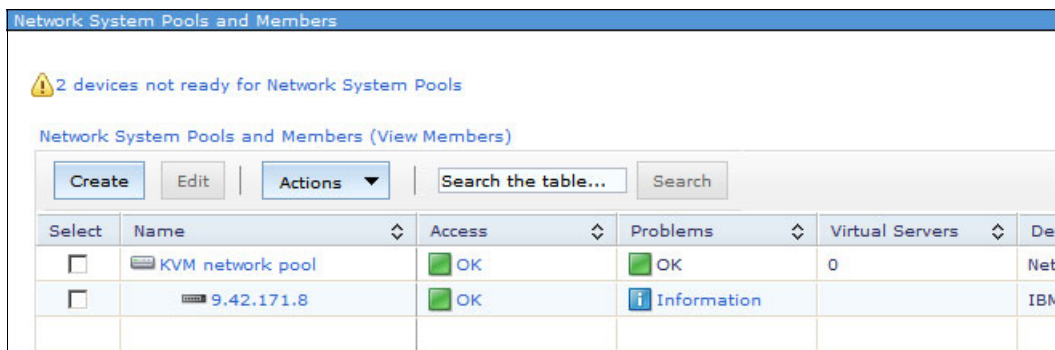 Network System Pools and Members
2 devices not ready for Network System Pools
Network System Pools and Members (View Members)
Create Edit Actions Search the table... Search
Select Name Access Problems Virtual Servers De
KVM network pool OK OK 0 Net
9.42.171.8 OK Information IBM